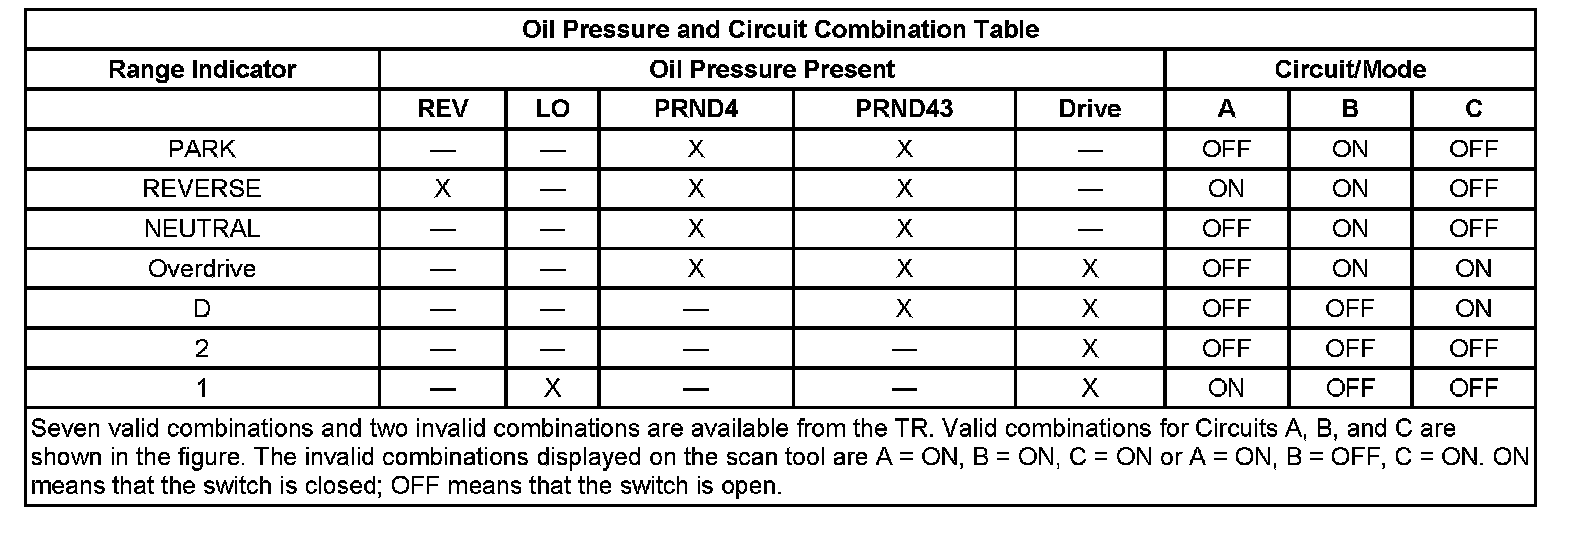 Oil Pressure and Circuit Combination Table
Range Indicator Oil Pressure Present Circuit/Mode
REV LO PRND4 PRND43 Drive A B C
PARK — — X X — OFF ON OFF
REVERSE X — X X — ON ON OFF
NEUTRAL — — X X — OFF ON OFF
Overdrive — — X X X OFF ON ON
D — — — X X OFF OFF ON
2 — — — — X OFF OFF OFF
1 — X — — X ON OFF OFF
Seven valid combinations and two invalid combinations are available from the TR. Valid combinations for Circuits A, B, and C are
shown in the figure. The invalid combinations displayed on the scan tool are A = ON, B = ON, C = ON or A = ON, B = OFF, C = ON. ON
means that the switch is closed; OFF means that the switch is open.